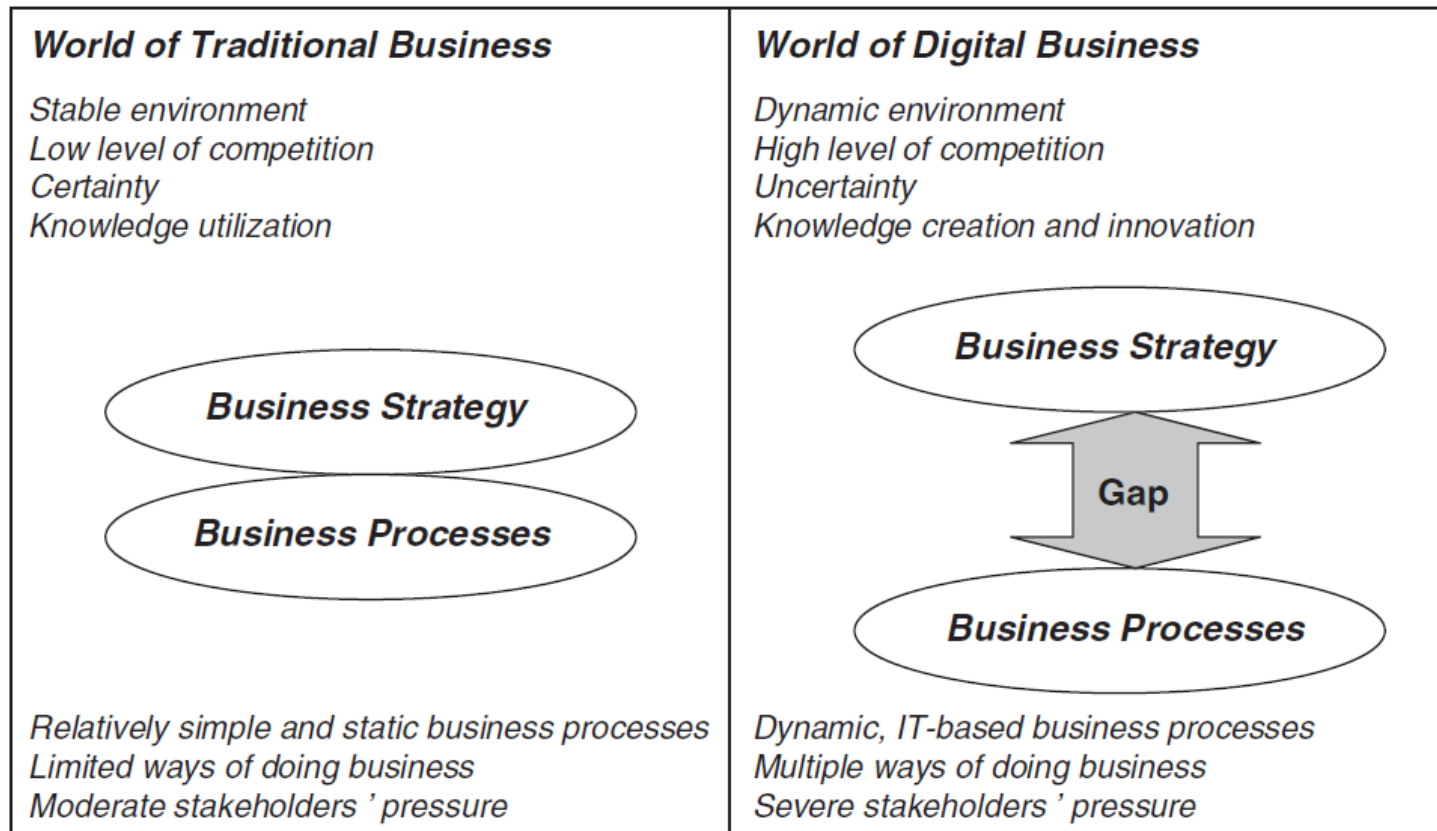 World of Traditional Business
Stable environment
Low level of competition
Certainty
Knowledge utilization
Business Strategy
Business Processes
Relatively simple and static business processes
Limited ways of doing business
Moderate stakeholders ’ pressure
World of Digital Business
Dynamic environment
High level of competition
Uncertainty
Knowledge creation and innovation
Business Strategy
Gap
Business Processes
Dynamic, IT-based business processes
Multiple ways of doing business
Severe stakeholders ’ pressure